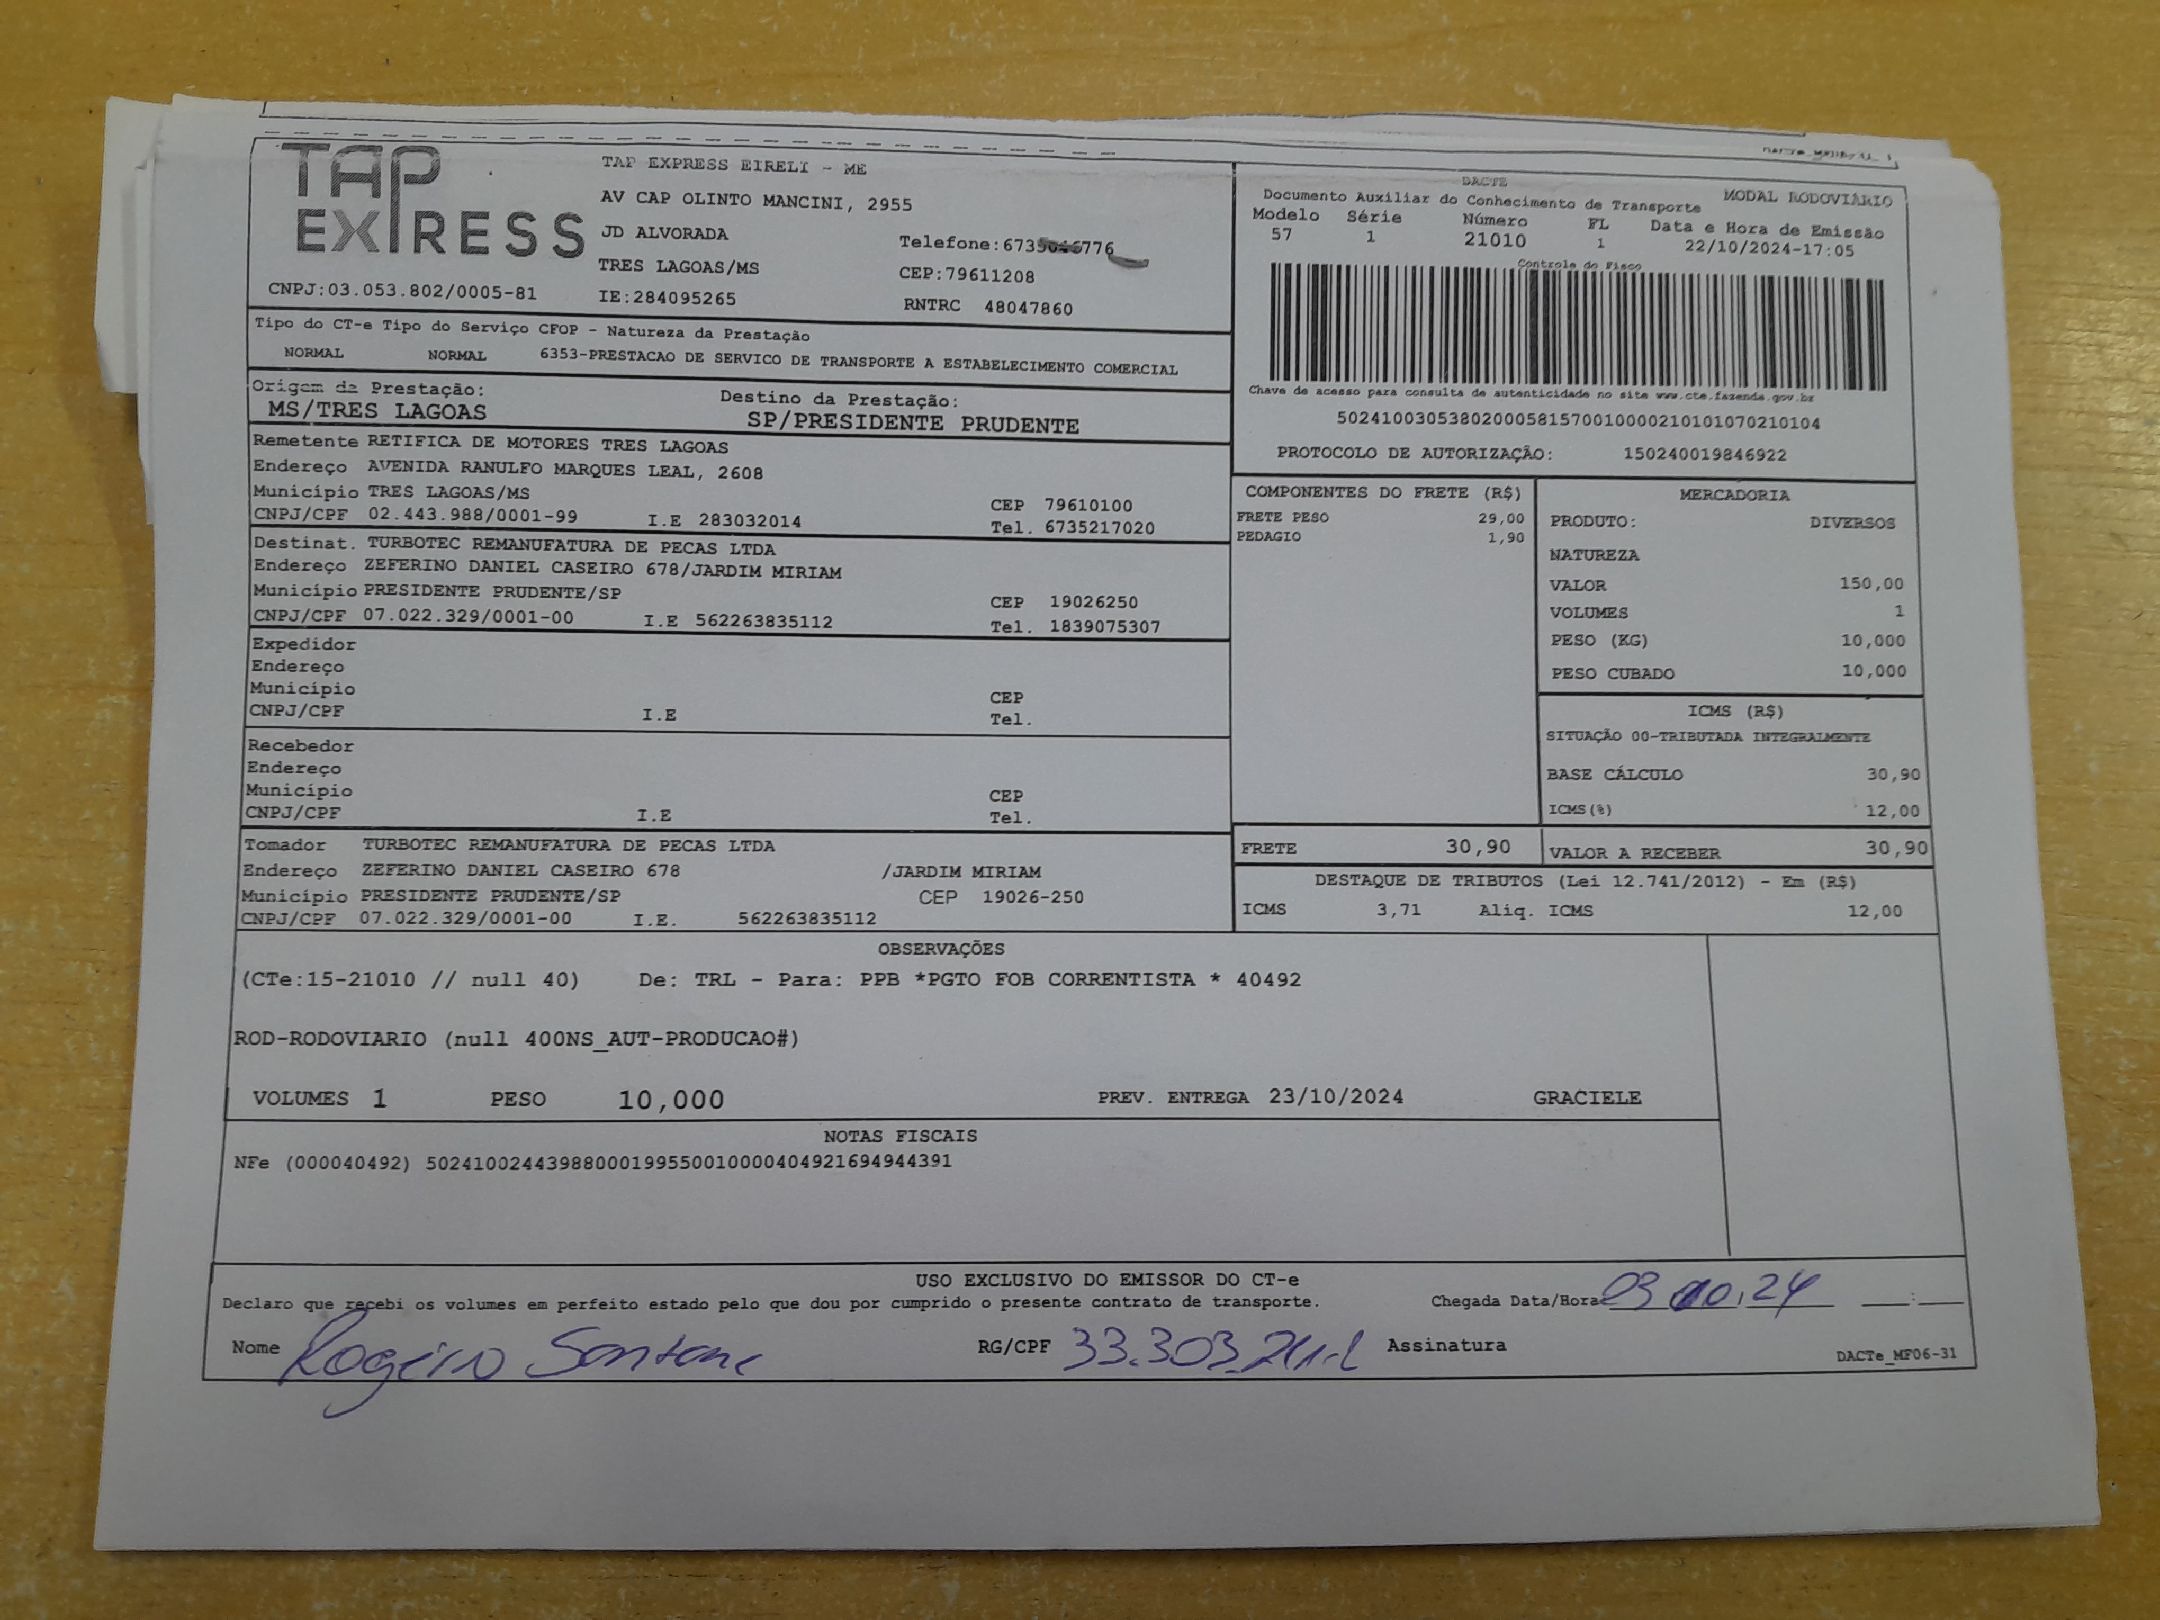 TAP EXPRESS
TAP EXPRESS EIRELI - ME
AV CAP OLINTO MANCINI, 2955
JD ALVORADA
Telefone:
TRES LAGOAS/MS
CEP:79611208
CNPJ:03.053.802/0005-81
IE:284095265
RNTRC 48047860
DACTE
MODAL RODOVIÁRIO
Documento Auxiliar do Conhecimento de Transporte
Modelo Série Número FL Data e Hora de Emissão
57 1 21010 1 22/10/2024-17:05
Controle do Fisco
Chave de acesso para consulta de autenticidade no site www.cte.fazenda.gov.br
50241003053802000581570010000210101070210104
PROTOCOLO DE AUTORIZAÇÃO: 150240019846922
Tipo do CT-e Tipo do Serviço CFOP - Natureza da Prestação
NORMAL NORMAL 6353-PRESTACAO DE SERVICO DE TRANSPORTE A ESTABELECIMENTO COMERCIAL
Origem da Prestação: Destino da Prestação:
MS/TRES LAGOAS SP/PRESIDENTE PRUDENTE
Remetente RETIFICA DE MOTORES TRES LAGOAS
Endereço AVENIDA RANULFO MARQUES LEAL, 2608
Município TRES LAGOAS/MS CEP 79610100
CNPJ/CPF 02.443.988/0001-99 I.E 283032014 Tel. 6735217020
Destinat. TURBOTEC REMANUFATURA DE PECAS LTDA
Endereço ZEFERINO DANIEL CASEIRO 678/JARDIM MIRIAM
Município PRESIDENTE PRUDENTE/SP CEP 19026250
CNPJ/CPF 07.022.329/0001-00 I.E 562263835112 Tel. 1839075307
Expedidor
Endereço
Município CEP
CNPJ/CPF I.E Tel.
Recebedor
Endereço
Município CEP
CNPJ/CPF I.E Tel.
Tomador TURBOTEC REMANUFATURA DE PECAS LTDA
Endereço ZEFERINO DANIEL CASEIRO 678 /JARDIM MIRIAM
Município PRESIDENTE PRUDENTE/SP CEP 19026-250
CNPJ/CPF 07.022.329/0001-00 I.E. 562263835112
COMPONENTES DO FRETE (R$)
FRETE PESO 29,00
PEDAGIO 1,90
MERCADORIA
PRODUTO: DIVERSOS
NATUREZA
VALOR 150,00
VOLUMES 1
PESO (KG) 10,000
PESO CUBADO 10,000
ICMS (R$)
SITUAÇÃO 00-TRIBUTADA INTEGRALMENTE
BASE CÁLCULO 30,90
ICMS(%) 12,00
FRETE 30,90 VALOR A RECEBER 30,90
DESTAQUE DE TRIBUTOS (Lei 12.741/2012) - Em (R$)
ICMS 3,71 Aliq. ICMS 12,00
OBSERVAÇÕES
(CTe:15-21010 // null 40) De: TRL - Para: PPB *PGTO FOB CORRENTISTA * 40492
ROD-RODOVIARIO (null 400NS_AUT-PRODUCAO#)
VOLUMES 1 PESO 10,000 PREV. ENTREGA 23/10/2024 GRACIELE
NOTAS FISCAIS
NFe (000040492) 50241002443988000199550010000404921694944391
USO EXCLUSIVO DO EMISSOR DO CT-e
Declaro que recebi os volumes em perfeito estado pelo que dou por cumprido o presente contrato de transporte. Chegada Data/Hora
Nome Rogério Santana RG/CPF Assinatura
DACTe_MF06-31